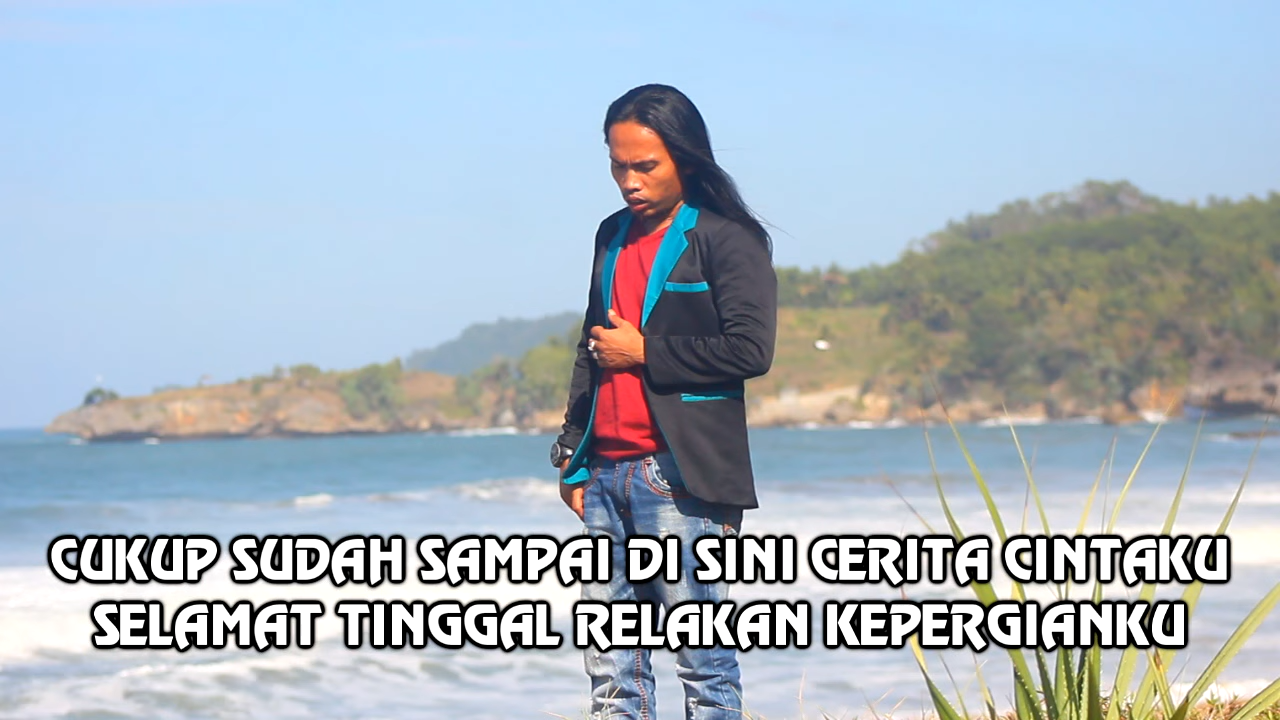 CUKUP SUDAH SAMPAI DI SINI CERITA CINTAKU
SELAMAT TINGGAL RELAKAN KEPERGIANKU